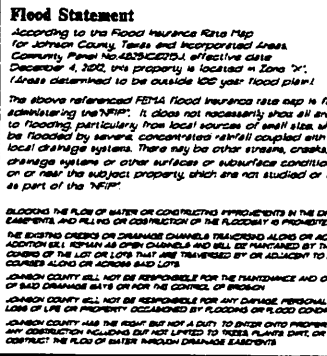 Flood Statement
According to the Flood Insurance Rate Map
for Johnson County, Texas and Incorporated Areas,
Community Panel No. effective date
December 4, 2012, this property is located in Zone "X",
(Areas determined to be outside 100 year flood plain)
The above referenced FEMA flood insurance rate map is f
administering the "NFIP". It does not necessarily show all are
to flooding, particularly from local sources of small size, wh
be flooded by severe, concentrated rainfall coupled with
local drainage systems. There may be other streams, creeks,
drainage systems or other surfaces or subsurface condition
on or near the subject property, which are not studied or
as part of the "NFIP".
BLOCKING THE FLOW OF WATER OR CONSTRUCTING IMPROVEMENTS IN THE DR
EASEMENTS, AND FILLING OR OBSTRUCTION OF THE FLOODWAY IS PROHIBITE
THE EXISTING CREEKS OR DRAINAGE CHANNELS TRAVERSING ALONG OR AC
ADDITION WILL REMAIN AS OPEN CHANNELS AND WILL BE MAINTAINED BY TH
OWNERS OF THE LOT OR LOTS THAT ARE TRAVERSED BY OR ADJACENT TO
COURSES ALONG OR ACROSS SAID LOTS
JOHNSON COUNTY WILL NOT BE RESPONSIBLE FOR THE MAINTENANCE AND O
OF SAID DRAINAGE WAYS OR FOR THE CONTROL OF EROSION
JOHNSON COUNTY WILL NOT BE RESPONSIBLE FOR ANY DAMAGE, PERSONAL
LOSS OF LIFE OR PROPERTY OCCASIONED BY FLOODING OR FLOOD CONDI
JOHNSON COUNTY HAS THE RIGHT BUT NOT A DUTY TO ENTER ONTO PROPER
ANY OBSTRUCTION INCLUDING BUT NOT LIMITED TO TREES, PLANTS, DIRT, OR
OBSTRUCT THE FLOW OF WATER THROUGH DRAINAGE EASEMENTS